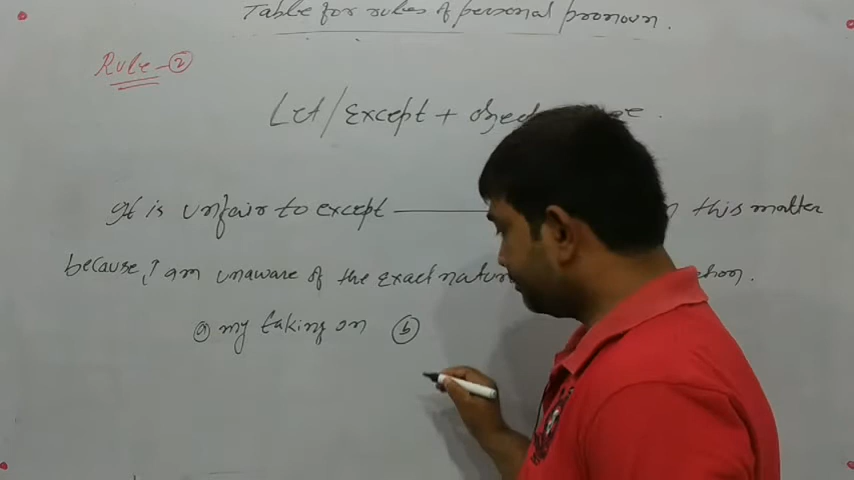 Table for rules of personal pronoun.
Rule - 2
Let/Except + object
It is unfair to except ——— this matter
because, I am unaware of the exact
a my taking on b